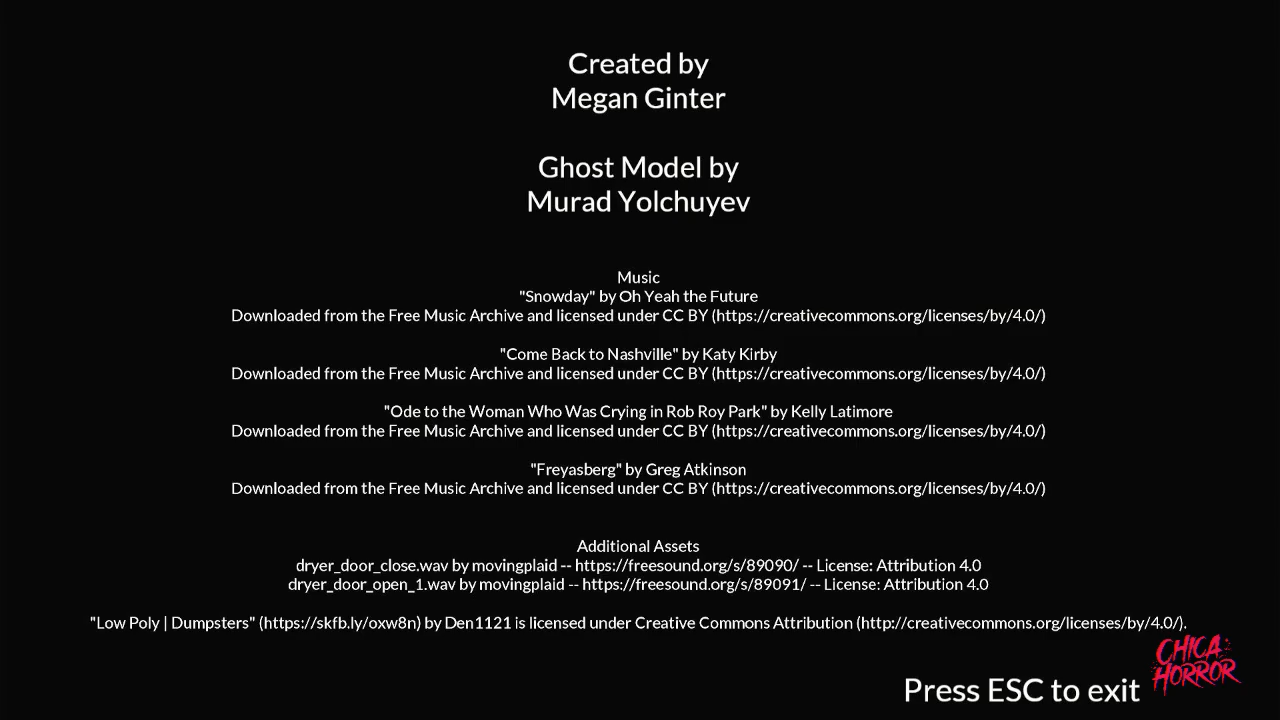 Created by
Megan Ginter
Ghost Model by
Murad Yolchuyev
Music
"Snowday" by Oh Yeah the Future
Downloaded from the Free Music Archive and licensed under CC BY (https://creativecommons.org/licenses/by/4.0/)
"Come Back to Nashville" by Katy Kirby
Downloaded from the Free Music Archive and licensed under CC BY (https://creativecommons.org/licenses/by/4.0/)
"Ode to the Woman Who Was Crying in Rob Roy Park" by Kelly Latimore
Downloaded from the Free Music Archive and licensed under CC BY (https://creativecommons.org/licenses/by/4.0/)
"Freyasberg" by Greg Atkinson
Downloaded from the Free Music Archive and licensed under CC BY (https://creativecommons.org/licenses/by/4.0/)
Additional Assets
dryer_door_close.wav by movingplaid -- https://freesound.org/s/89090/ -- License: Attribution 4.0
dryer_door_open_1.wav by movingplaid -- https://freesound.org/s/89091/ -- License: Attribution 4.0
"Low Poly | Dumpsters" (https://skfb.ly/oxw8n) by Den1121 is licensed under Creative Commons Attribution (http://creativecommons.org/licenses/by/4.0/).
CHICA
HORROR
Press ESC to exit